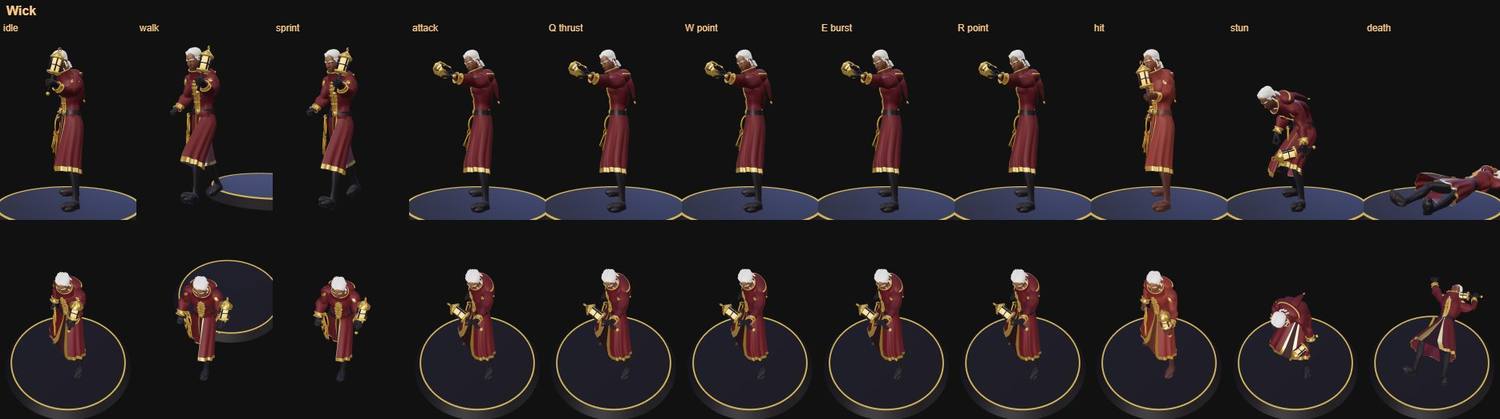 Wick
idle
walk
sprint
attack
Q thrust
W point
E burst
R point
hit
stun
death